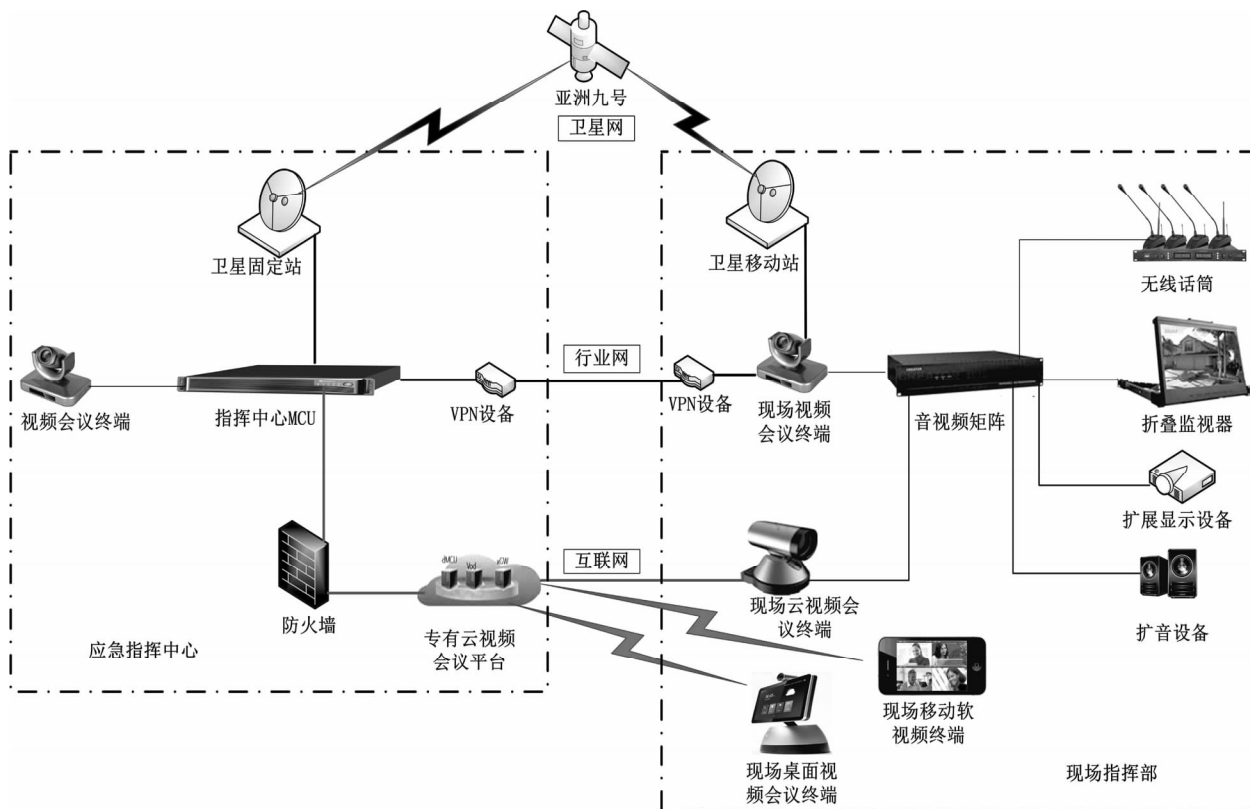 亚洲九号
卫星网
卫星固定站
卫星移动站
无线话筒
视频会议终端
指挥中心MCU
VPN设备
行业网
VPN设备
现场视频
会议终端
音视频矩阵
折叠监视器
扩展显示设备
防火墙
Vod
专有云视频
会议平台
互联网
现场云视频会
议终端
扩音设备
应急指挥中心
现场桌面视
频会议终端
现场移动软
视频终端
现场指挥部